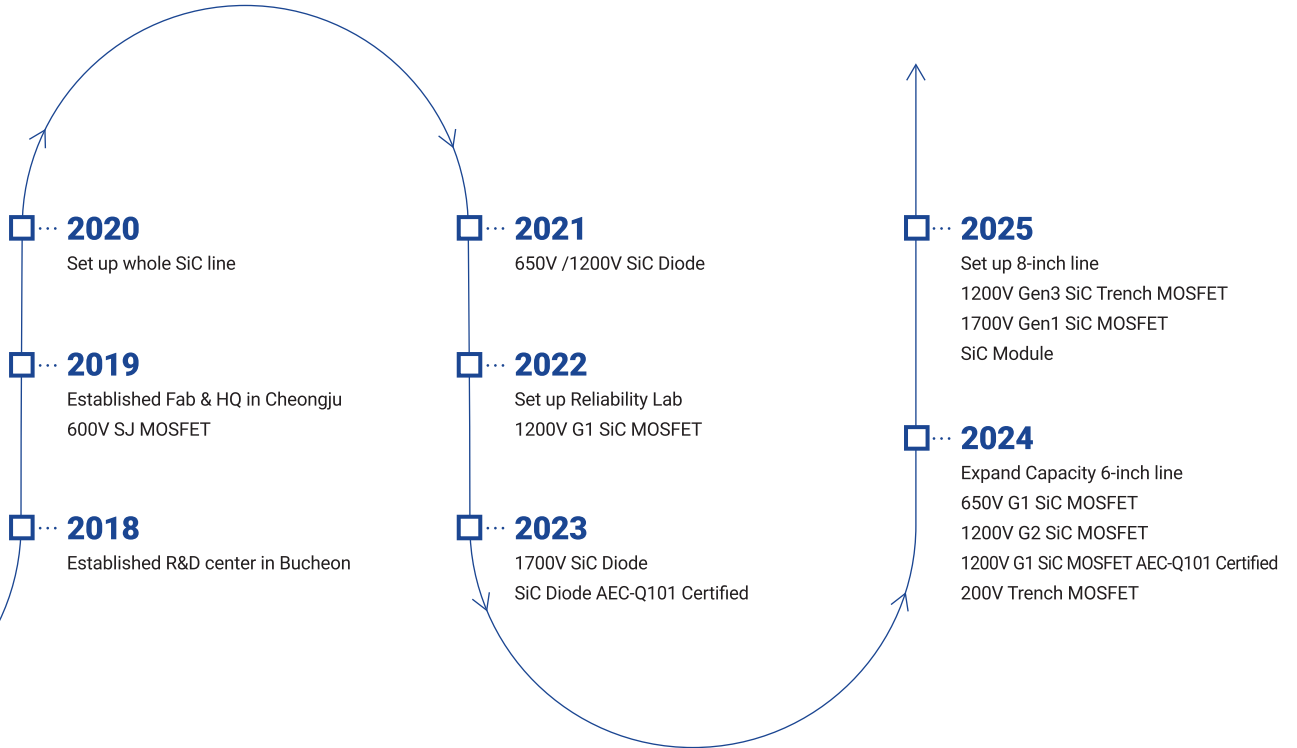 2020
Set up whole SiC line
2019
Established Fab & HQ in Cheongju
600V SJ MOSFET
2018
Established R&D center in Bucheon
2021
650V /1200V SiC Diode
2022
Set up Reliability Lab
1200V G1 SiC MOSFET
2023
1700V SiC Diode
SiC Diode AEC-Q101 Certified
2025
Set up 8-inch line
1200V Gen3 SiC Trench MOSFET
1700V Gen1 SiC MOSFET
SiC Module
2024
Expand Capacity 6-inch line
650V G1 SiC MOSFET
1200V G2 SiC MOSFET
1200V G1 SiC MOSFET AEC-Q101 Certified
200V Trench MOSFET